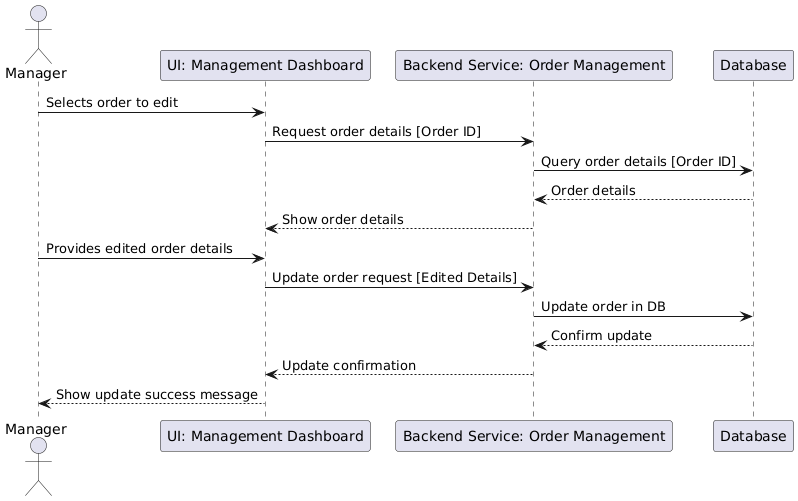 Manager
UI: Management Dashboard
Backend Service: Order Management
Database
Selects order to edit
Request order details [Order ID]
Query order details [Order ID]
Order details
Show order details
Provides edited order details
Update order request [Edited Details]
Update order in DB
Confirm update
Update confirmation
Show update success message
Manager
UI: Management Dashboard
Backend Service: Order Management
Database